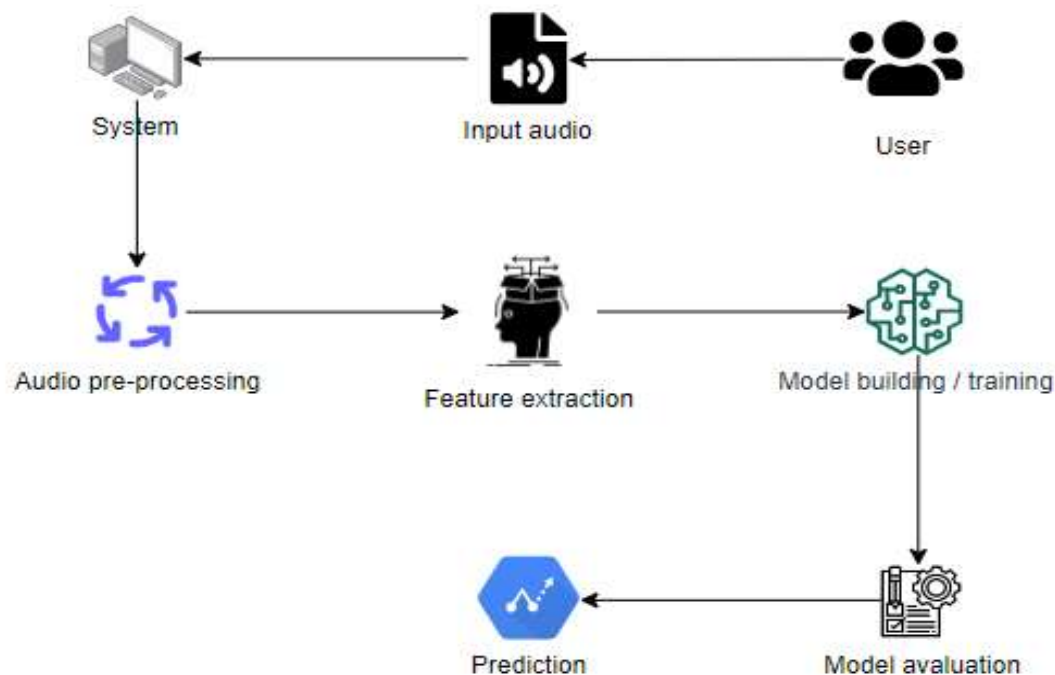 System
Input audio
User
Audio pre-processing
Feature extraction
Model building / training
Prediction
Model avaluation